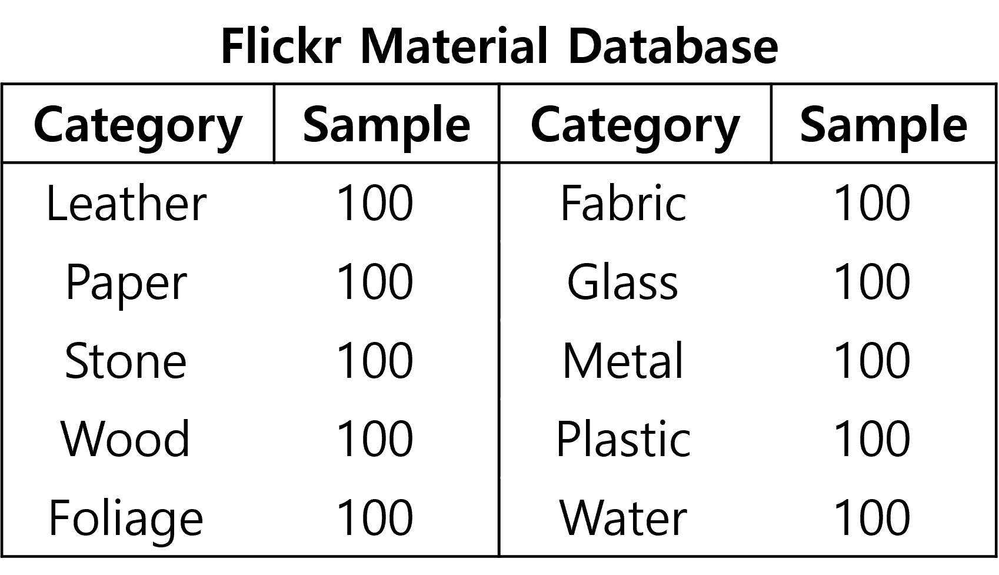 Flickr Material Database
Category Sample Category Sample
Leather 100 Fabric 100
Paper 100 Glass 100
Stone 100 Metal 100
Wood 100 Plastic 100
Foliage 100 Water 100